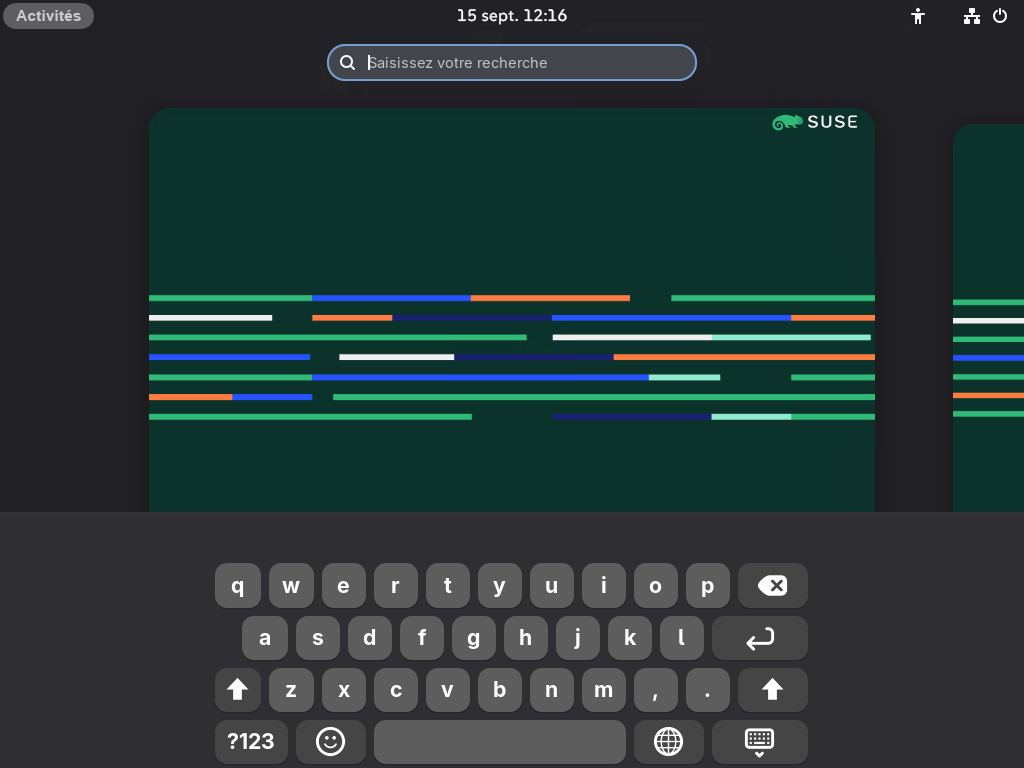 Activités
15 sept. 12:16
Saisissez votre recherche
SUSE
q w e r t y u i o p
a s d f g h j k l
z x c v b n m , .
?123